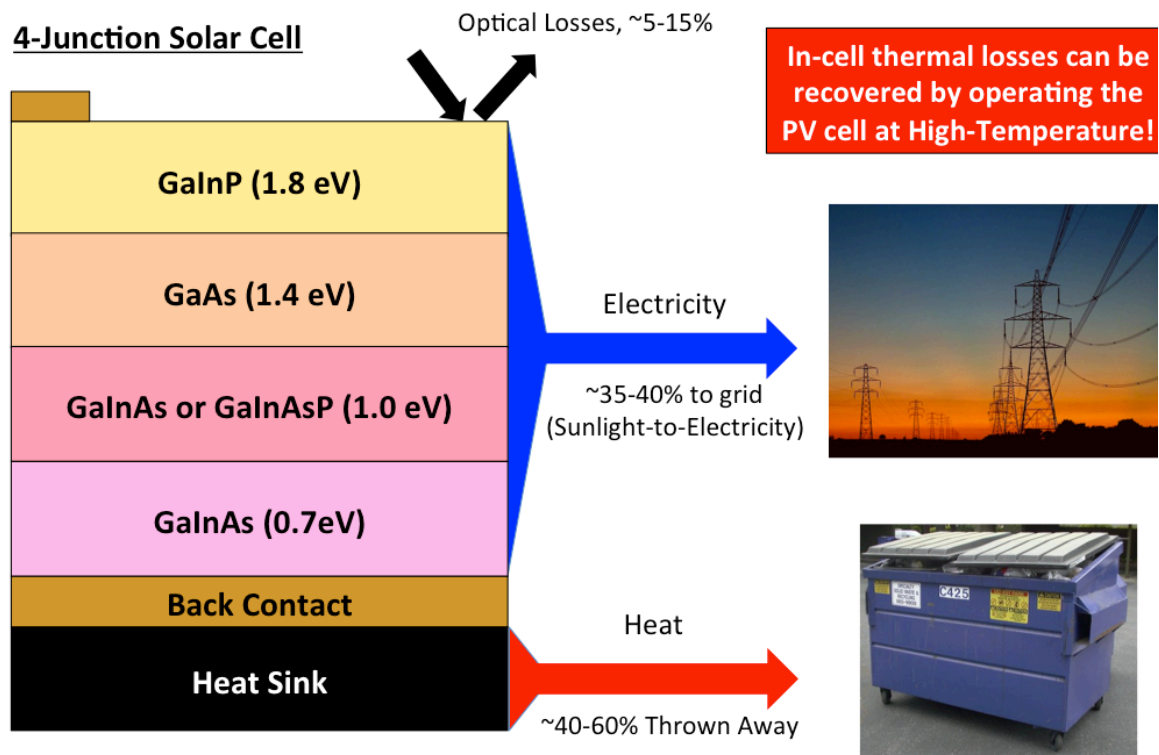 4-Junction Solar Cell
Optical Losses, ~5-15%
In-cell thermal losses can be
recovered by operating the
PV cell at High-Temperature!
GaInP (1.8 eV)
GaAs (1.4 eV)
GaInAs or GaInAsP (1.0 eV)
GaInAs (0.7eV)
Back Contact
Heat Sink
Electricity
~35-40% to grid
(Sunlight-to-Electricity)
Heat
~40-60% Thrown Away
C425